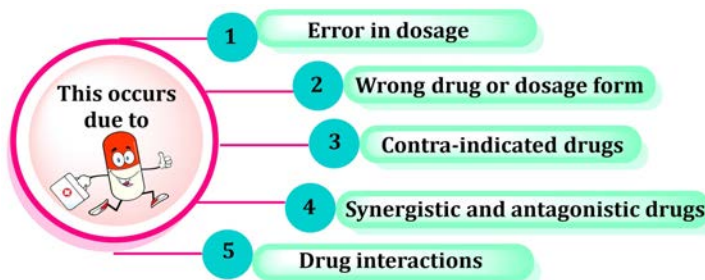 This occurs
due to
1
Error in dosage
2
Wrong drug or dosage form
3
Contra-indicated drugs
4
Synergistic and antagonistic drugs
5
Drug interactions